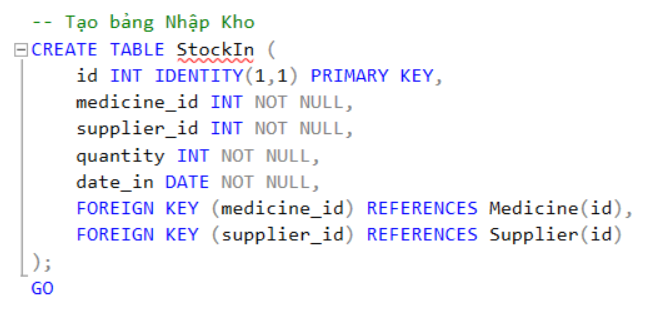 -- Tạo bảng Nhập Kho
CREATE TABLE StockIn (
id INT IDENTITY(1,1) PRIMARY KEY,
medicine_id INT NOT NULL,
supplier_id INT NOT NULL,
quantity INT NOT NULL,
date_in DATE NOT NULL,
FOREIGN KEY (medicine_id) REFERENCES Medicine(id),
FOREIGN KEY (supplier_id) REFERENCES Supplier(id)
);
GO